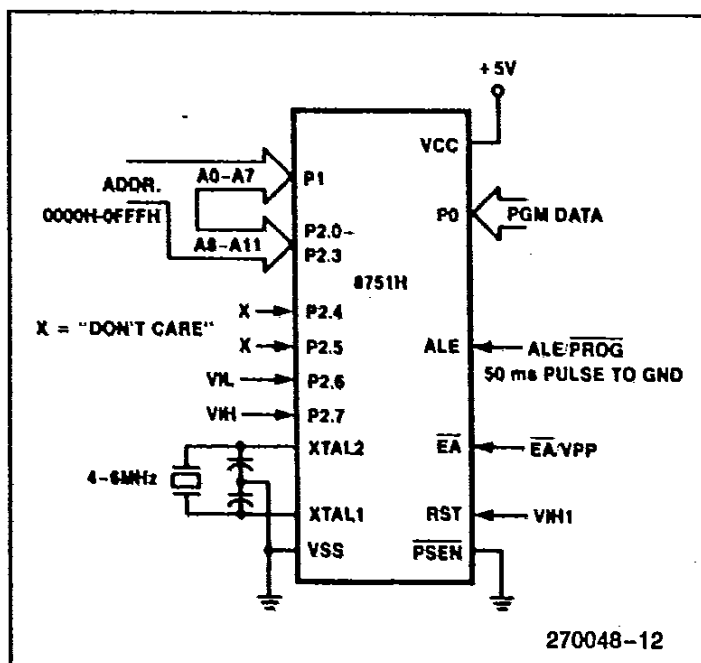 +5V
VCC
ADDR.
0000H-0FFFH
A0-A7
P1
A8-A11
P2.0-
P2.3
P0
PGM DATA
8751H
X = "DON'T CARE"
X
P2.4
X
P2.5
VIL
P2.6
VIH
P2.7
ALE
ALE/PROG
50 ms PULSE TO GND
4-6MHz
XTAL2
XTAL1
VSS
EA
EA/VPP
RST
VIH1
PSEN
270048-12